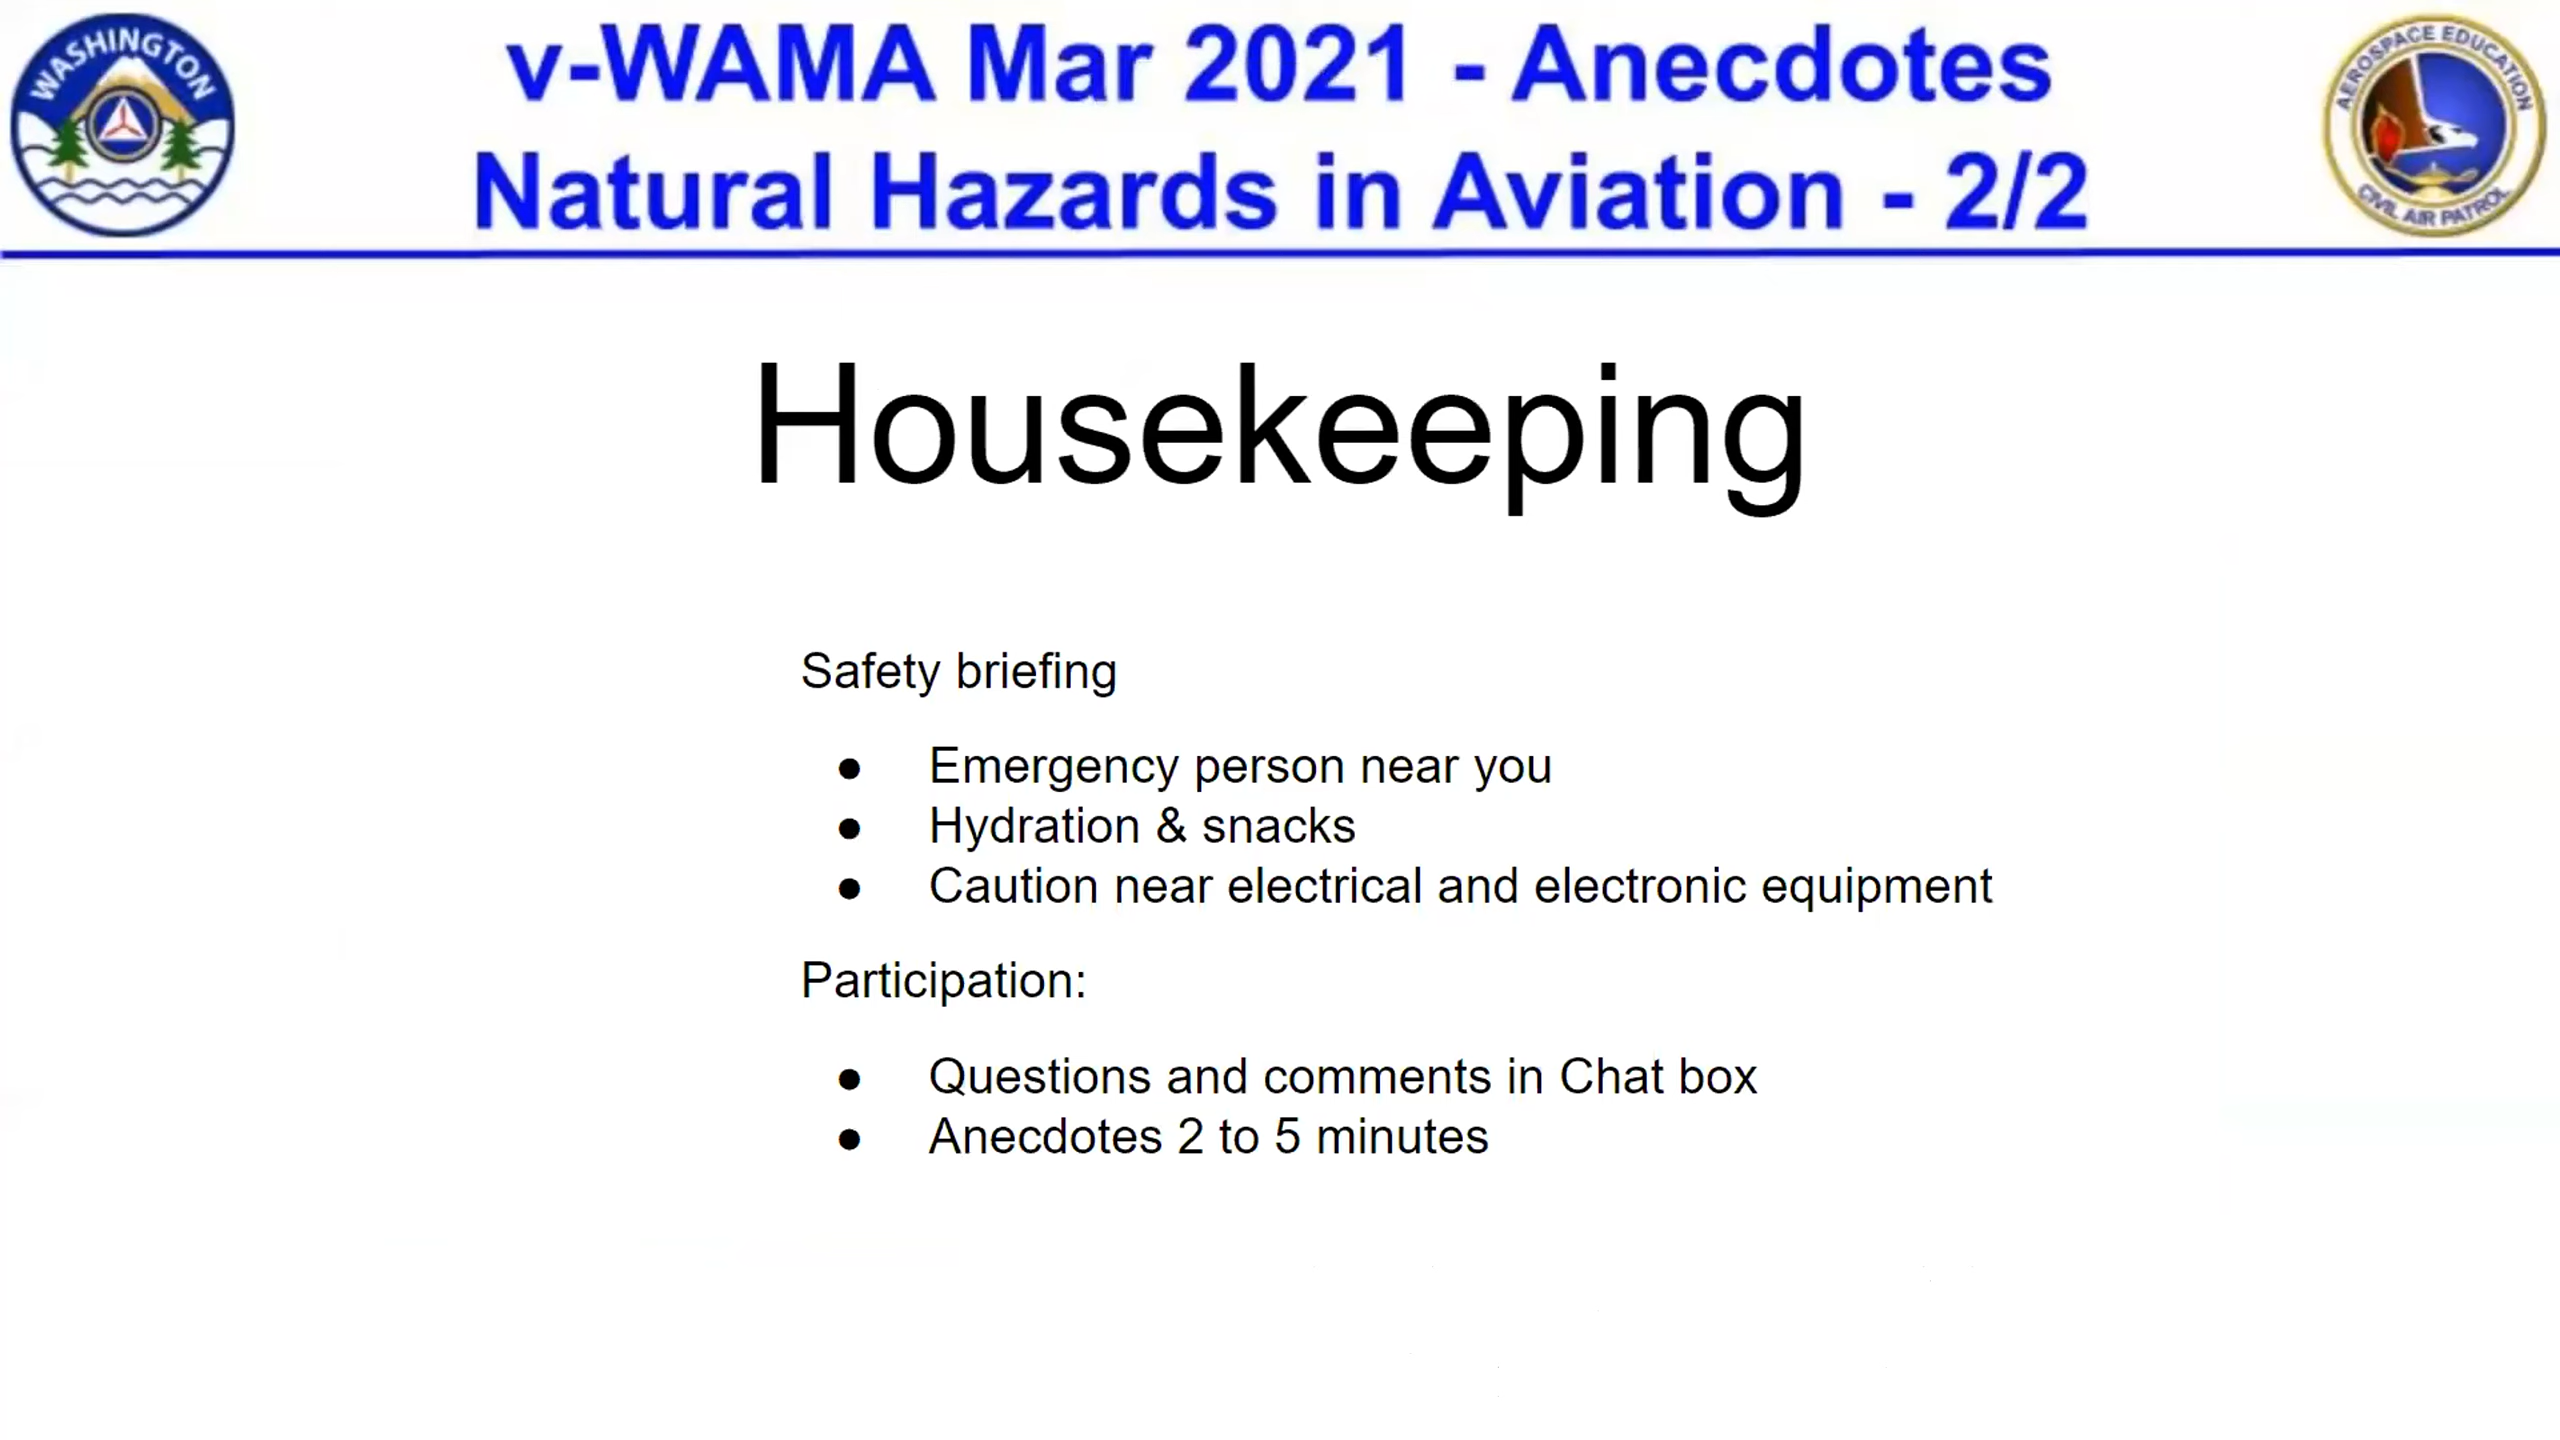 WASHINGTON
v-WAMA Mar 2021 - Anecdotes
Natural Hazards in Aviation - 2/2
AEROSPACE EDUCATION
CIVIL AIR PATROL
Housekeeping
Safety briefing
● Emergency person near you
● Hydration & snacks
● Caution near electrical and electronic equipment
Participation:
● Questions and comments in Chat box
● Anecdotes 2 to 5 minutes